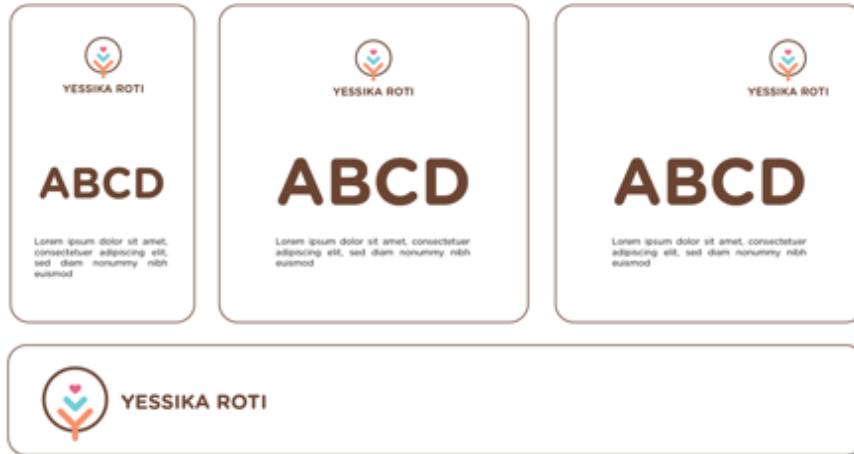 YESSIKA ROTI
ABCD
Lorem ipsum dolor sit amet,
consectetuer adipiscing elit,
sed diam nonummy nibh
euismod
YESSIKA ROTI
ABCD
Lorem ipsum dolor sit amet, consectetuer
adipiscing elit, sed diam nonummy nibh
euismod
YESSIKA ROTI
ABCD
Lorem ipsum dolor sit amet, consectetuer
adipiscing elit, sed diam nonummy nibh
euismod
YESSIKA ROTI